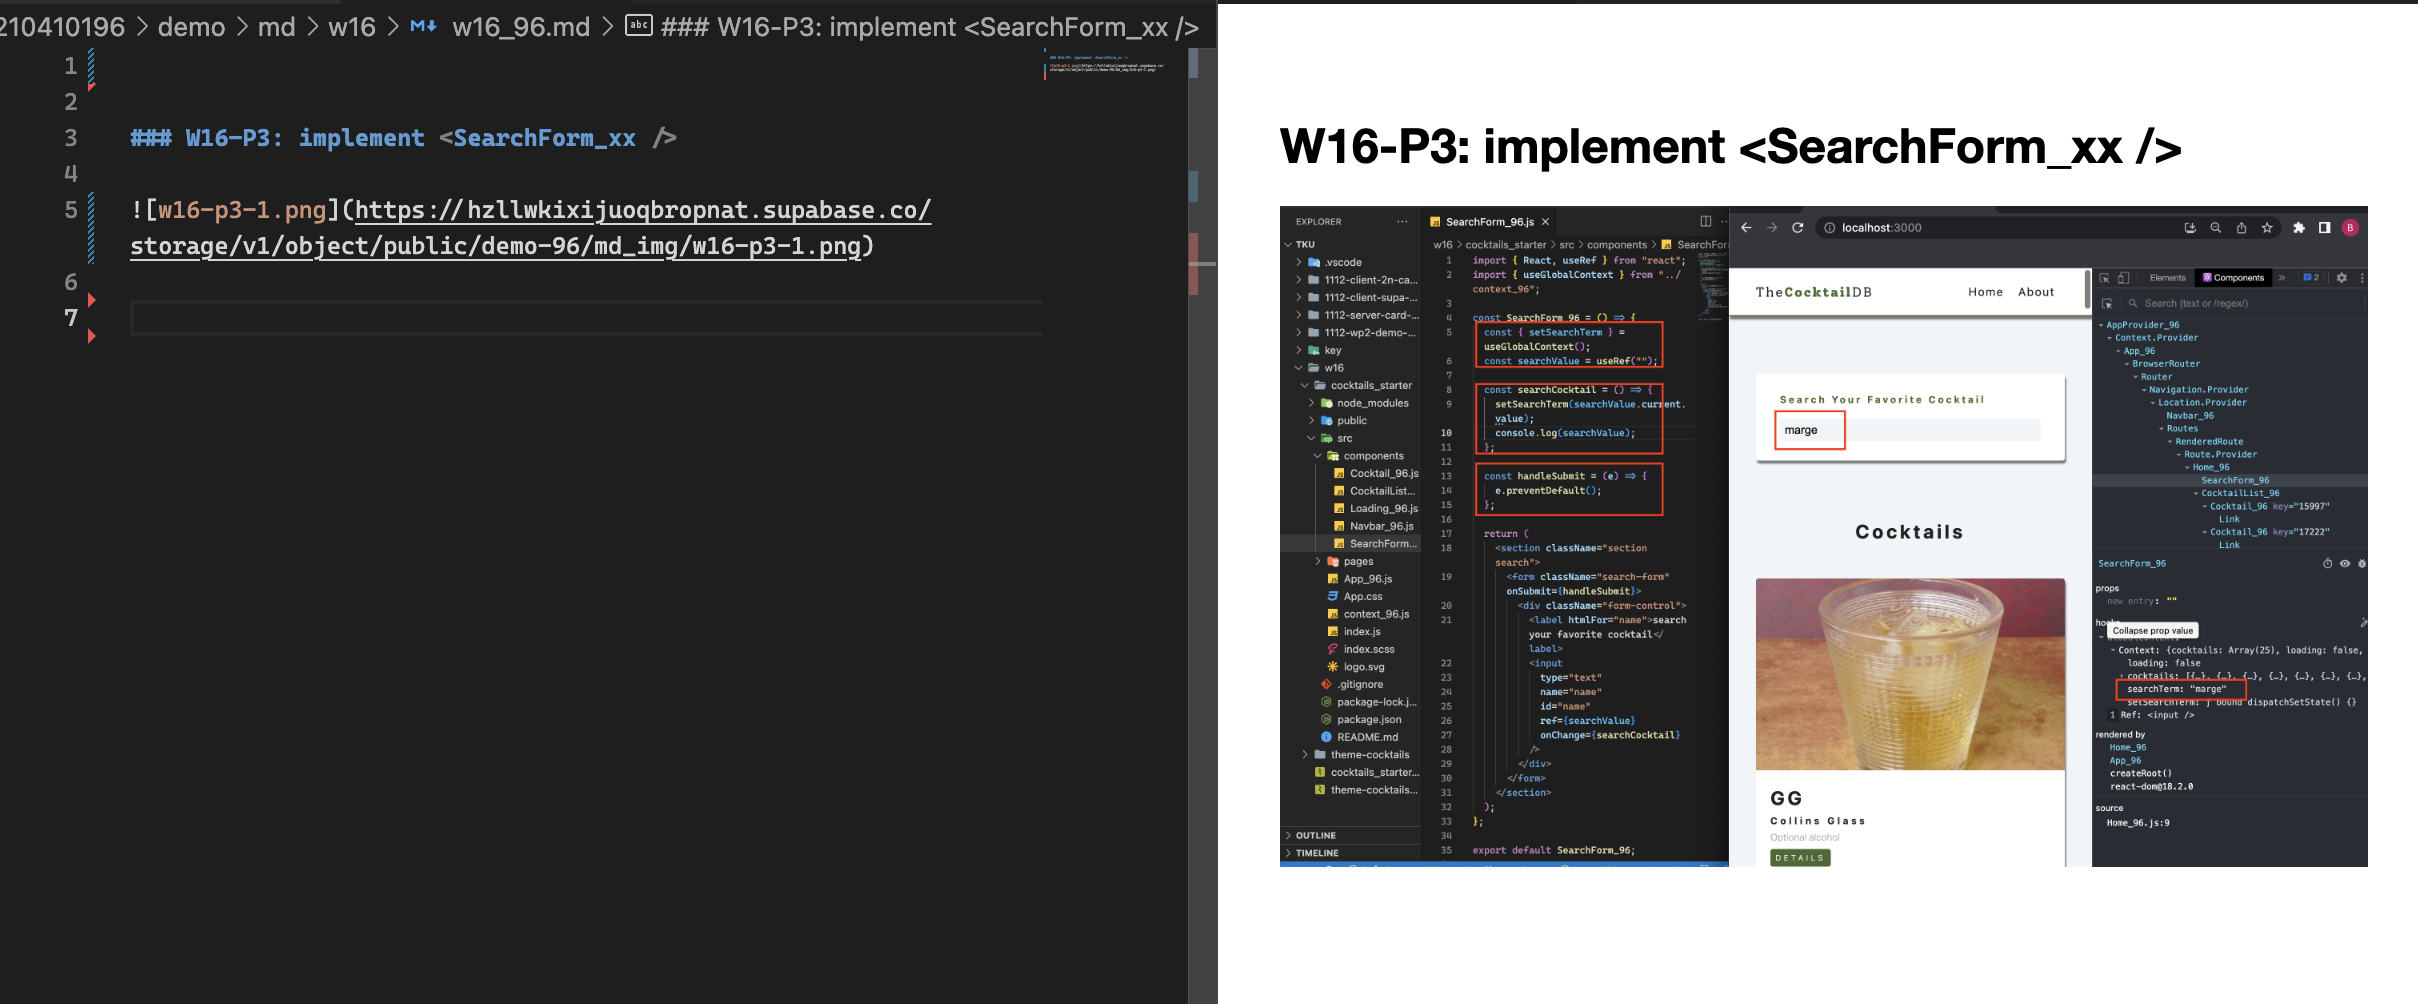 210410196 > demo > md > w16 > w16_96.md > ### W16-P3: implement <SearchForm_xx />
1
2
3 ### W16-P3: implement <SearchForm_xx />
4
5 ![w16-p3-1.png](https://hzllwkixijuoqbropnat.supabase.co/
storage/v1/object/public/demo-96/md_img/w16-p3-1.png)
6
7
W16-P3: implement <SearchForm_xx />
EXPLORER
TKU
.vscode
1112-client-2n-ca...
1112-client-supa-...
1112-server-card-...
1112-wp2-demo-...
key
w16
cocktails_starter
node_modules
public
src
components
Cocktail_96.js
CocktailList...
Loading_96.js
Navbar_96.js
SearchForm...
pages
App_96.js
App.css
context_96.js
index.js
index.scss
logo.svg
.gitignore
package-lock.j...
package.json
README.md
theme-cocktails
cocktails_starter...
theme-cocktails...
OUTLINE
TIMELINE
SearchForm_96.js
w16 > cocktails_starter > src > components > SearchForm
1 import { React, useRef } from "react";
2 import { useGlobalContext } from "../
context_96";
3
4 const SearchForm_96 = () => {
5 const { setSearchTerm } =
useGlobalContext();
6 const searchValue = useRef("");
7
8 const searchCocktail = () => {
9 setSearchTerm(searchValue.current.
value);
10 console.log(searchValue);
11 };
12
13 const handleSubmit = (e) => {
14 e.preventDefault();
15 };
16
17 return (
18 <section className="section
search">
19 <form className="search-form"
onSubmit={handleSubmit}>
20 <div className="form-control">
21 <label htmlFor="name">search
your favorite cocktail</
label>
22 <input
23 type="text"
24 name="name"
25 id="name"
26 ref={searchValue}
27 onChange={searchCocktail}
28 />
29 </div>
30 </form>
31 </section>
32 );
33 };
34
35 export default SearchForm_96;
localhost:3000
B
TheCocktailDB
Home About
Search Your Favorite Cocktail
marge
Cocktails
GG
Collins Glass
Optional alcohol
DETAILS
Elements Components 2
Search (text or /regex/)
AppProvider_96
Context.Provider
App_96
BrowserRouter
Router
Navigation.Provider
Location.Provider
Navbar_96
Routes
RenderedRoute
Route.Provider
Home_96
SearchForm_96
CocktailList_96
Cocktail_96 key="15997"
Link
Cocktail_96 key="17222"
Link
SearchForm_96
props
new entry: ""
Collapse prop value
Context: {cocktails: Array(25), loading: false,
loading: false
cocktails: [{…}, {…}, {…}, {…}, {…}, {…}, {…},
searchTerm: "marge"
setSearchTerm: ƒ bound dispatchSetState() {}
1 Ref: <input />
rendered by
Home_96
App_96
createRoot()
react-dom@18.2.0
source
Home_96.js:9